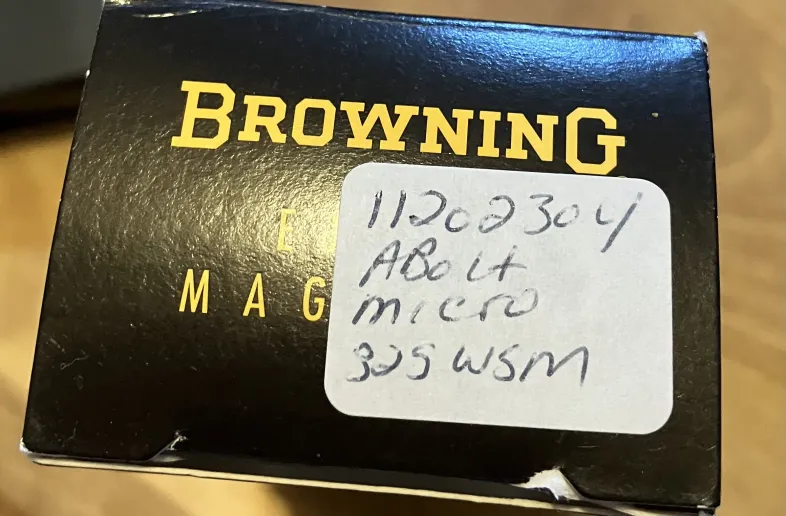 BROWNING
E
MAG
11202304
ABolt
micro
325 WSM